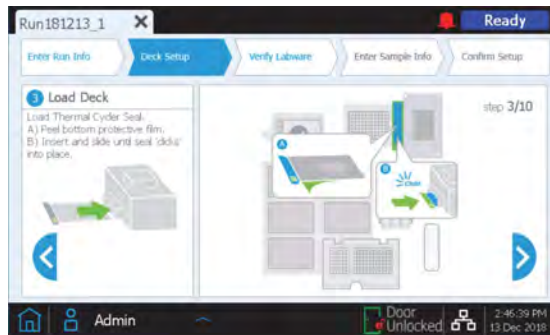 Run181213_1
Ready
Enter Run Info
Deck Setup
Verify Labware
Enter Sample Info
Confirm Setup
3 Load Deck
Load Thermal Cycler Seal.
A) Peel bottom protective film.
B) Insert and slide until seal 'clicks'
into place.
step 3/10
A
B
Click!
Admin
Door
Unlocked
2:46:39 PM
13 Dec 2018